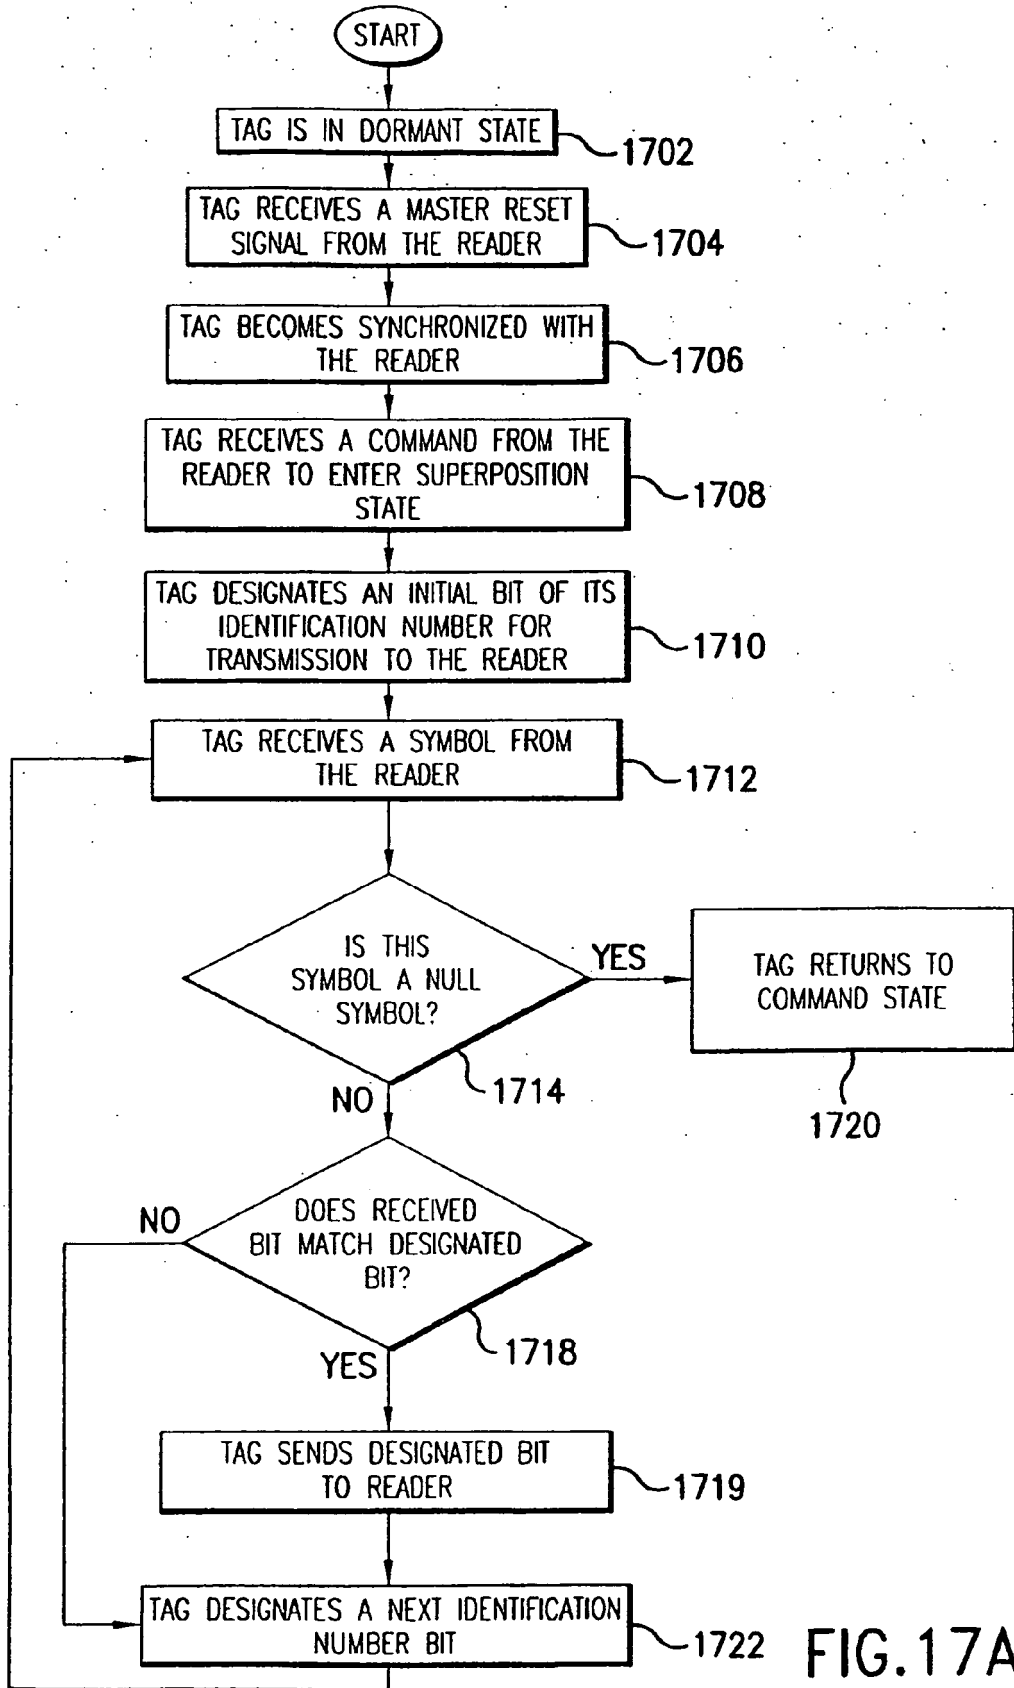 START
TAG IS IN DORMANT STATE
1702
TAG RECEIVES A MASTER RESET
SIGNAL FROM THE READER
1704
TAG BECOMES SYNCHRONIZED WITH
THE READER
1706
TAG RECEIVES A COMMAND FROM THE
READER TO ENTER SUPERPOSITION
STATE
1708
TAG DESIGNATES AN INITIAL BIT OF ITS
IDENTIFICATION NUMBER FOR
TRANSMISSION TO THE READER
1710
TAG RECEIVES A SYMBOL FROM
THE READER
1712
IS THIS
SYMBOL A NULL
SYMBOL?
1714
YES
TAG RETURNS TO
COMMAND STATE
1720
NO
DOES RECEIVED
BIT MATCH DESIGNATED
BIT?
1718
NO
YES
TAG SENDS DESIGNATED BIT
TO READER
1719
TAG DESIGNATES A NEXT IDENTIFICATION
NUMBER BIT
1722
FIG.17A